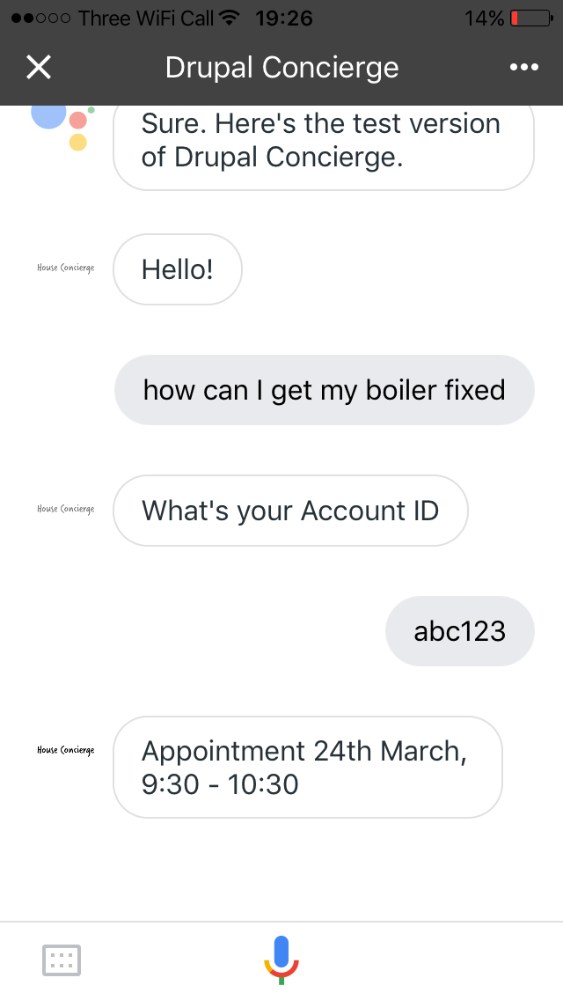 Three WiFi Call 19:26 14%
Drupal Concierge
Sure. Here's the test version
of Drupal Concierge.
House Concierge
Hello!
how can I get my boiler fixed
House Concierge
What's your Account ID
abc123
House Concierge
Appointment 24th March,
9:30 - 10:30